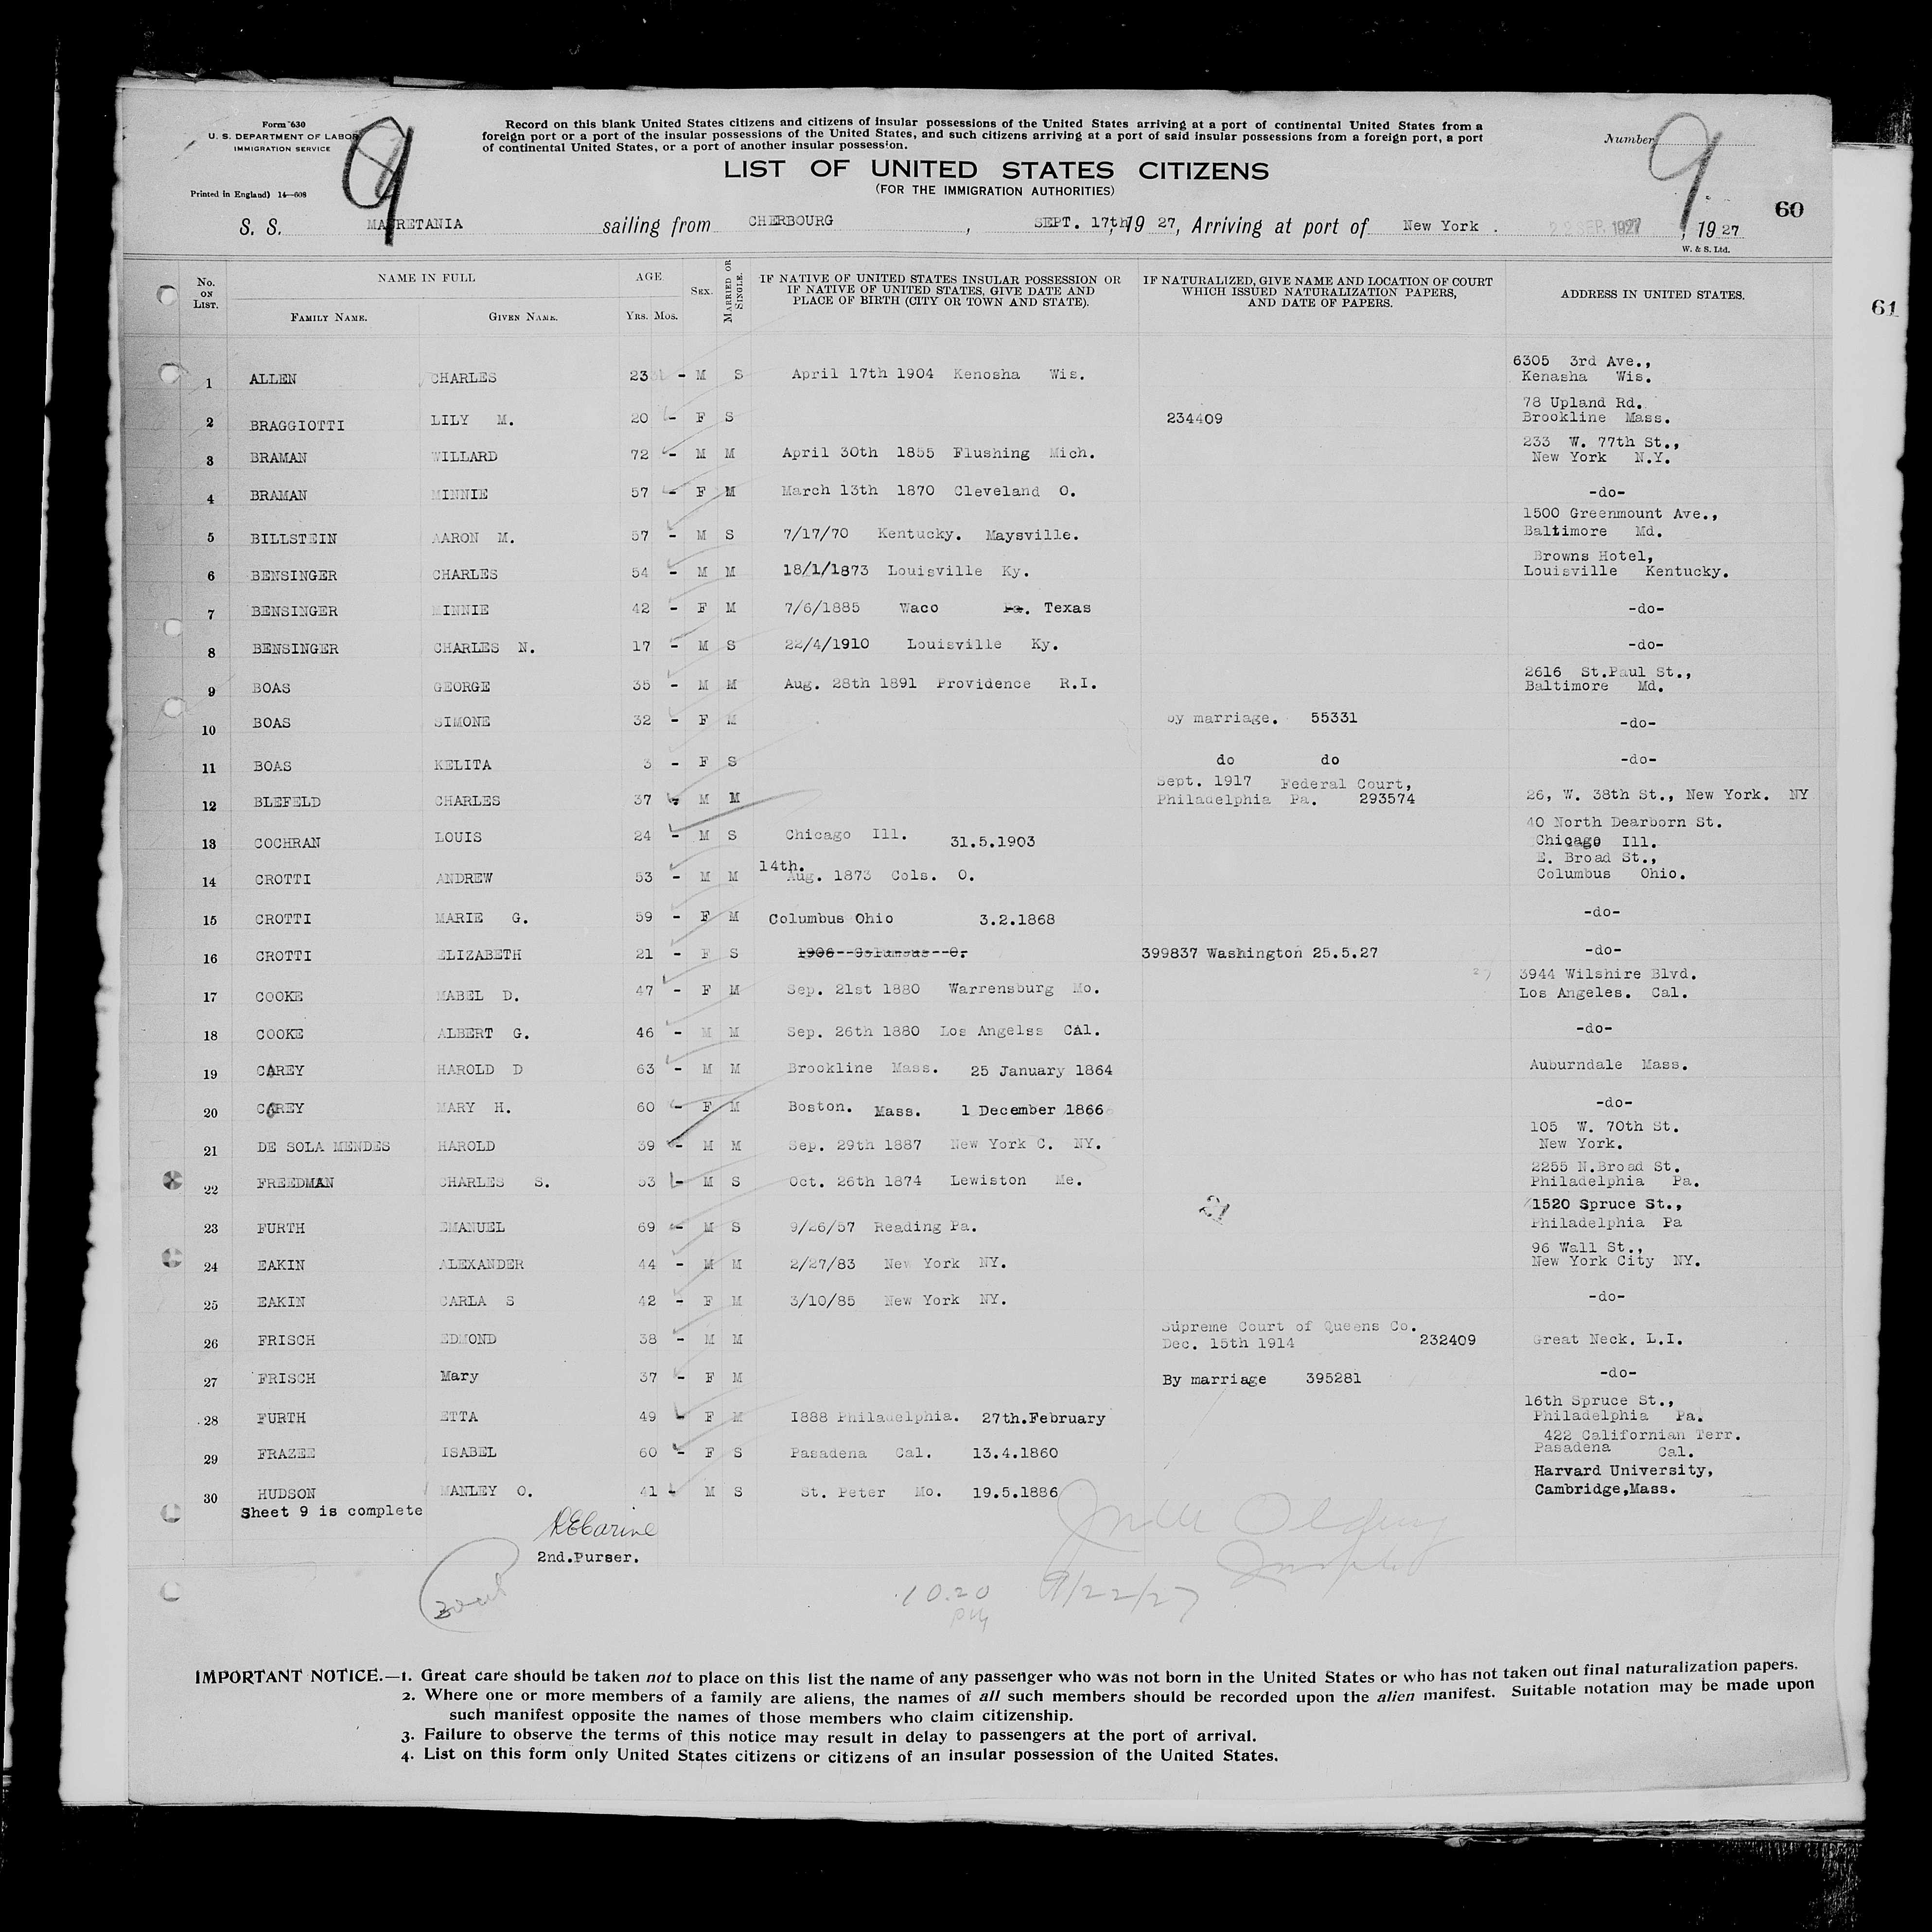 Form 630
U. S. DEPARTMENT OF LABOR
IMMIGRATION SERVICE
Printed in England) 14—608
9
Record on this blank United States citizens and citizens of insular possessions of the United States arriving at a port of continental United States from a
foreign port or a port of the insular possessions of the United States, and such citizens arriving at a port of said insular possessions from a foreign port, a port
of continental United States, or a port of another insular possession.
Number 9
LIST OF UNITED STATES CITIZENS
(FOR THE IMMIGRATION AUTHORITIES)
60
S. S. MAURETANIA sailing from CHERBOURG , SEPT. 17th, 19 27, Arriving at port of New York . 22 SEP. 1927 , 19 27
W. & S. Ltd.
61
No. ON LIST. NAME IN FULL FAMILY NAME. GIVEN NAME. AGE Yrs. Mos. SEX. MARRIED OR SINGLE. IF NATIVE OF UNITED STATES INSULAR POSSESSION OR IF NATIVE OF UNITED STATES, GIVE DATE AND PLACE OF BIRTH (CITY OR TOWN AND STATE). IF NATURALIZED, GIVE NAME AND LOCATION OF COURT WHICH ISSUED NATURALIZATION PAPERS, AND DATE OF PAPERS. ADDRESS IN UNITED STATES.
1 ALLEN CHARLES 23 - M S April 17th 1904 Kenosha Wis. 6305 3rd Ave., Kenasha Wis.
2 BRAGGIOTTI LILY M. 20 - F S 234409 78 Upland Rd. Brookline Mass.
3 BRAMAN WILLARD 72 - M M April 30th 1855 Flushing Mich. 233 W. 77th St., New York N.Y.
4 BRAMAN MINNIE 57 - F M March 13th 1870 Cleveland O. -do-
5 BILLSTEIN AARON M. 57 - M S 7/17/70 Kentucky. Maysville. 1500 Greenmount Ave., Baltimore Md.
6 BENSINGER CHARLES 54 - M M 18/1/1873 Louisville Ky. Browns Hotel, Louisville Kentucky.
7 BENSINGER MINNIE 42 - F M 7/6/1885 Waco Pa. Texas -do-
8 BENSINGER CHARLES N. 17 - M S 22/4/1910 Louisville Ky. -do-
9 BOAS GEORGE 35 - M M Aug. 28th 1891 Providence R.I. 2616 St.Paul St., Baltimore Md.
10 BOAS SIMONE 32 - F M by marriage. 55331 -do-
11 BOAS KELITA 3 - F S do do -do-
12 BLEFELD CHARLES 37 - M M Sept. 1917 Federal Court, Philadelphia Pa. 293574 26, W. 38th St., New York. NY
13 COCHRAN LOUIS 24 - M S Chicago Ill. 31.5.1903 40 North Dearborn St. Chicago Ill.
14 CROTTI ANDREW 53 - M M 14th. Aug. 1873 Cols. O. E. Broad St., Columbus Ohio.
15 CROTTI MARIE G. 59 - F M Columbus Ohio 3.2.1868 -do-
16 CROTTI ELIZABETH 21 - F S 1906--Columbus--O. 399837 Washington 25.5.27 -do-
17 COOKE MABEL D. 47 - F M Sep. 21st 1880 Warrensburg Mo. 3944 Wilshire Blvd. Los Angeles. Cal.
18 COOKE ALBERT G. 46 - M M Sep. 26th 1880 Los Angelss Cal. -do-
19 CAREY HAROLD D 63 - M M Brookline Mass. 25 January 1864 Auburndale Mass.
20 CAREY MARY H. 60 - F M Boston. Mass. 1 December 1866 -do-
21 DE SOLA MENDES HAROLD 39 - M M Sep. 29th 1887 New York C. NY. 105 W. 70th St. New York.
22 FREEDMAN CHARLES S. 53 - M S Oct. 26th 1874 Lewiston Me. 2255 N.Broad St. Philadelphia Pa.
23 FURTH EMANUEL 69 - M S 9/26/57 Reading Pa. 1520 Spruce St., Philadelphia Pa
24 EAKIN ALEXANDER 44 - M M 2/27/83 New York NY. 96 Wall St., New York City NY.
25 EAKIN CARLA S 42 - F M 3/10/85 New York NY. -do-
26 FRISCH EDMOND 38 - M M Supreme Court of Queens Co. Dec. 15th 1914 232409 Great Neck. L.I.
27 FRISCH Mary 37 - F M By marriage 395281 -do-
28 FURTH ETTA 49 - F M 1888 Philadelphia. 27th.February 16th Spruce St., Philadelphia Pa.
29 FRAZEE ISABEL 60 - F S Pasadena Cal. 13.4.1860 422 Californian Terr. Pasadena Cal.
30 HUDSON MANLEY O. 41 - M S St. Peter Mo. 19.5.1886 Harvard University, Cambridge,Mass.
Sheet 9 is complete
2nd.Purser.
10.20 9/22/27
IMPORTANT NOTICE.—1. Great care should be taken not to place on this list the name of any passenger who was not born in the United States or who has not taken out final naturalization papers.
2. Where one or more members of a family are aliens, the names of all such members should be recorded upon the alien manifest. Suitable notation may be made upon
such manifest opposite the names of those members who claim citizenship.
3. Failure to observe the terms of this notice may result in delay to passengers at the port of arrival.
4. List on this form only United States citizens or citizens of an insular possession of the United States.